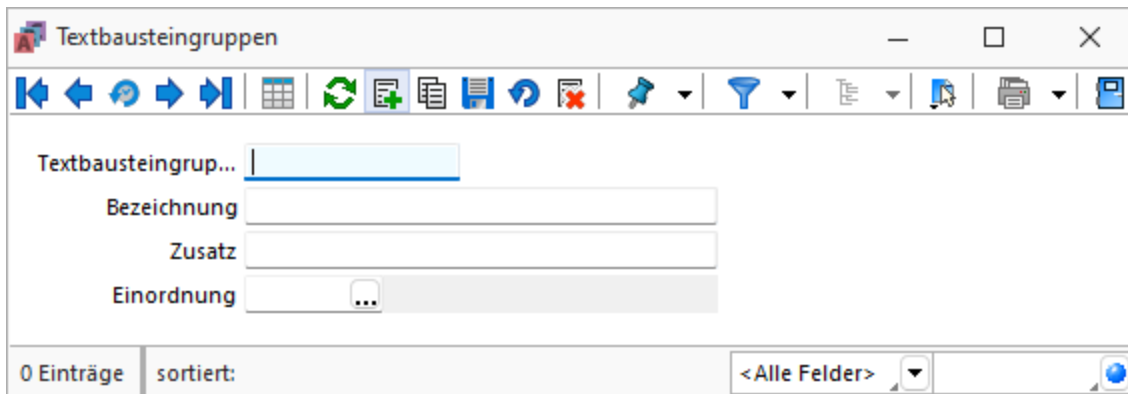 Textbausteingruppen
Textbausteingrup...
Bezeichnung
Zusatz
Einordnung ...
0 Einträge sortiert: <Alle Felder>